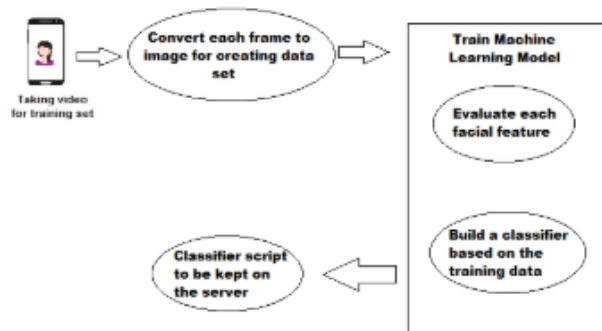 Convert each frame to
image for creating data
set
Taking video
for training set
Train Machine
Learning Model
Evaluate each
facial feature
Build a classifier
based on the
training data
Classifier script
to be kept on
the server